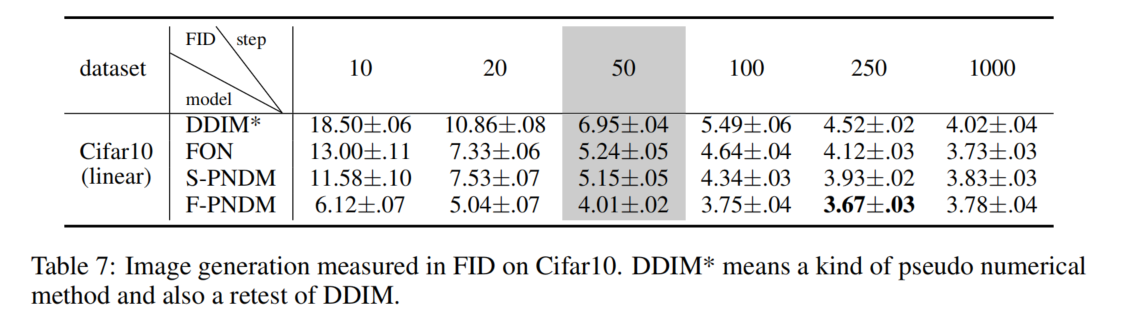 dataset FID step model 10 20 50 100 250 1000
DDIM* 18.50±.06 10.86±.08 6.95±.04 5.49±.06 4.52±.02 4.02±.04
Cifar10 FON 13.00±.11 7.33±.06 5.24±.05 4.64±.04 4.12±.03 3.73±.03
(linear) S-PNDM 11.58±.10 7.53±.07 5.15±.05 4.34±.03 3.93±.02 3.83±.03
F-PNDM 6.12±.07 5.04±.07 4.01±.02 3.75±.04 3.67±.03 3.78±.04
Table 7: Image generation measured in FID on Cifar10. DDIM* means a kind of pseudo numerical
method and also a retest of DDIM.